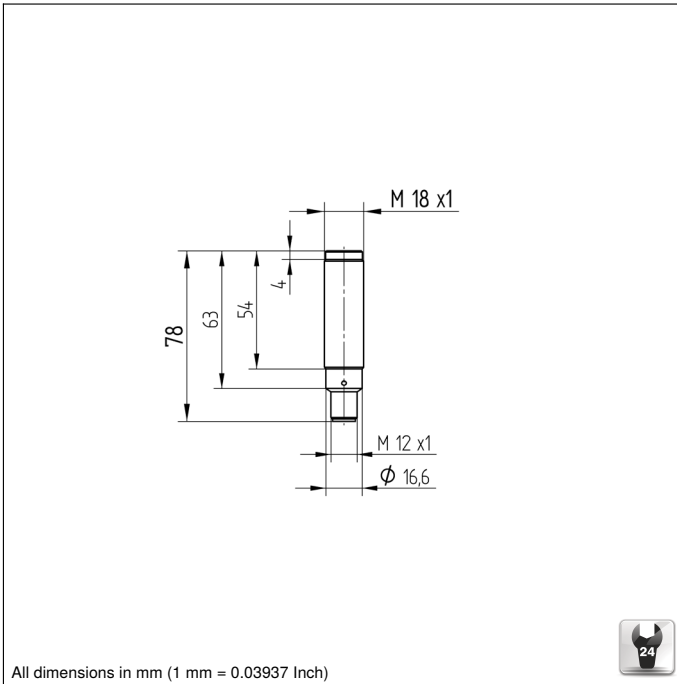 M 18 x1
4
54
63
78
M 12 x1
Ø 16,6
24
All dimensions in mm (1 mm = 0.03937 Inch)